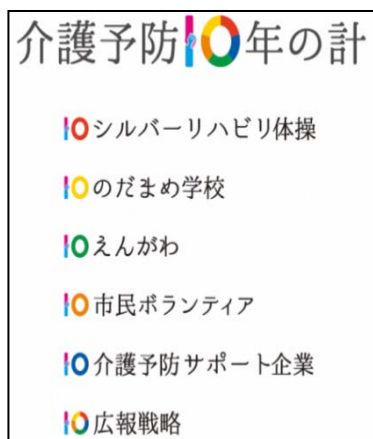 介護予防10年の計
10シルバーリハビリ体操
10のだまめ学校
10えんがわ
10市民ボランティア
10介護予防サポート企業
10広報戦略